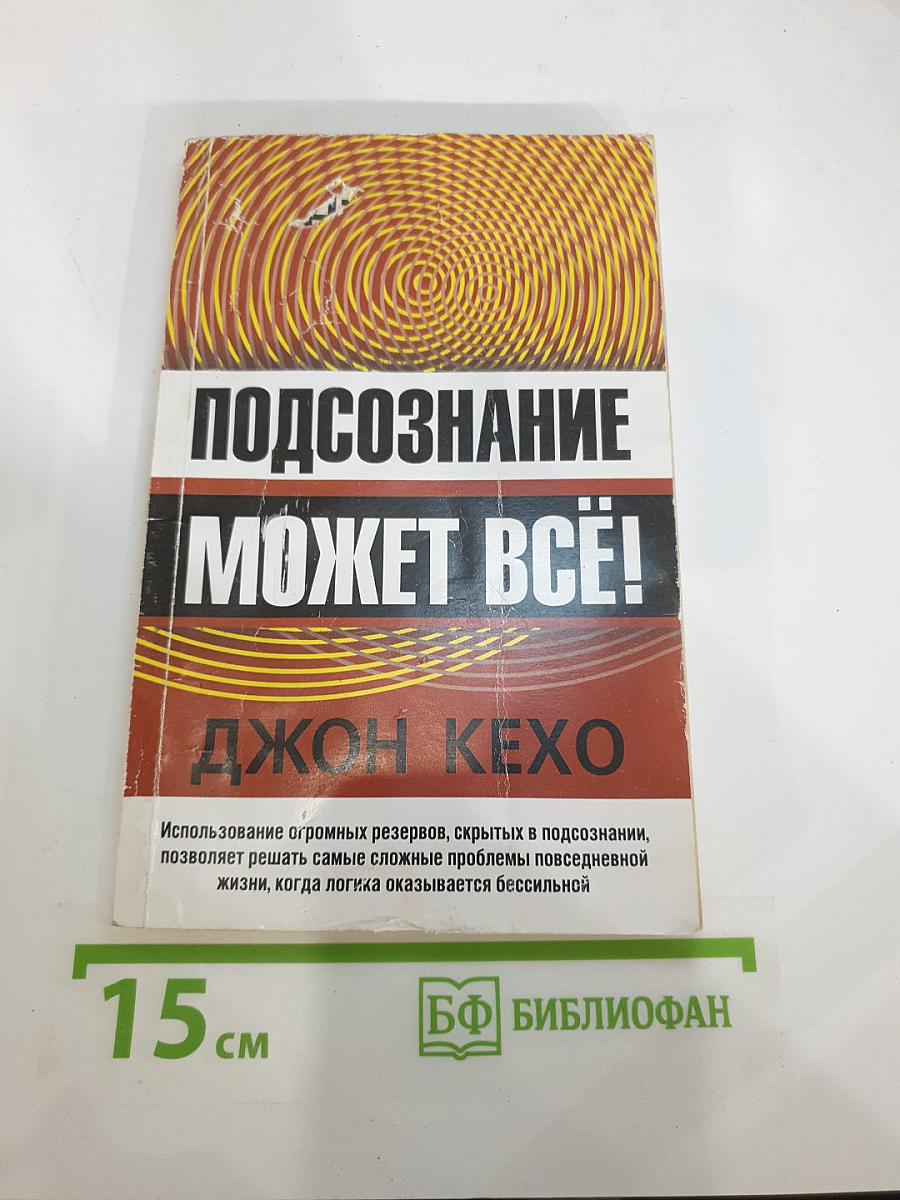 ПОДСОЗНАНИЕ
МОЖЕТ ВСЁ!
ДЖОН КЕХО
Использование огромных резервов, скрытых в подсознании,
позволяет решать самые сложные проблемы повседневной
жизни, когда логика оказывается бессильной
15 см
БФ БИБЛИОФАН